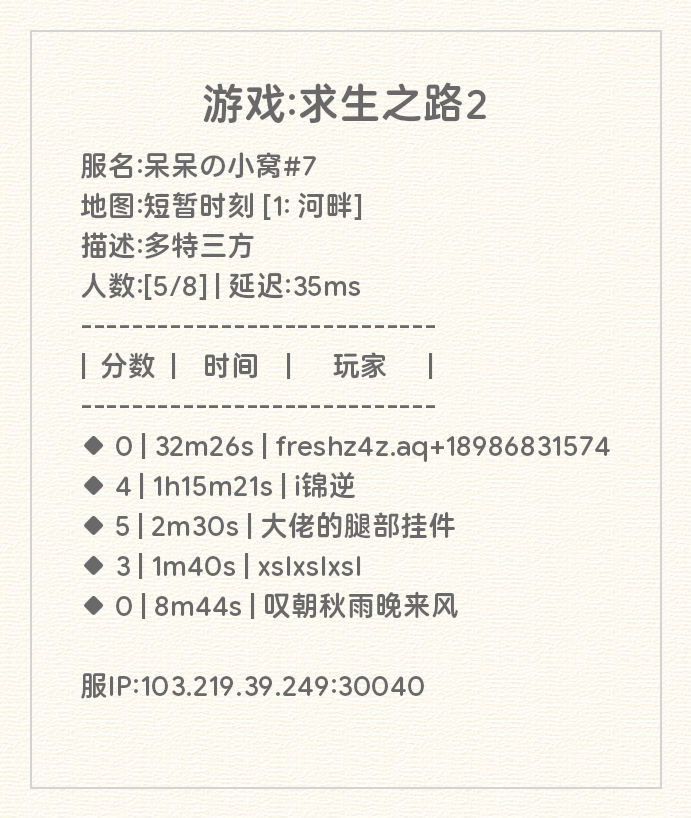 游戏:求生之路2
服名:呆呆の小窝#7
地图:短暂时刻 [1: 河畔]
描述:多特三方
人数:[5/8] | 延迟:35ms
------------------------------
| 分数 | 时间 | 玩家 |
------------------------------
◆ 0 | 32m26s | freshz4z.aq+18986831574
◆ 4 | 1h15m21s | i锦逆
◆ 5 | 2m30s | 大佬的腿部挂件
◆ 3 | 1m40s | xslxslxsl
◆ 0 | 8m44s | 叹朝秋雨晚来风
服IP:103.219.39.249:30040